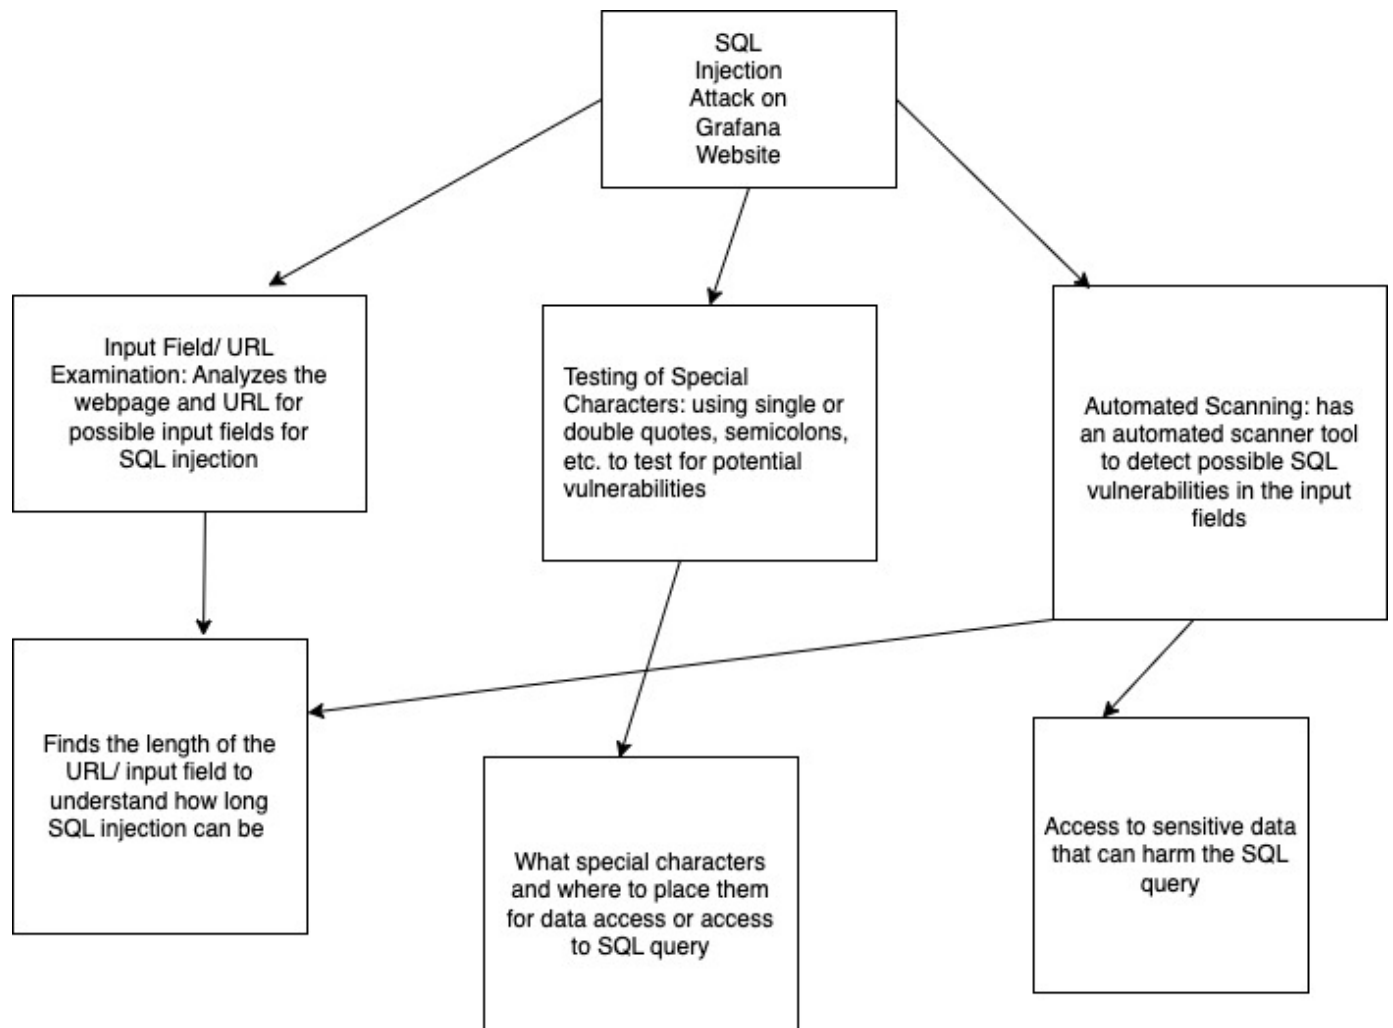 SQL
Injection
Attack on
Grafana
Website
Input Field/ URL
Examination: Analyzes the
webpage and URL for
possible input fields for
SQL injection
Testing of Special
Characters: using single or
double quotes, semicolons,
etc. to test for potential
vulnerabilities
Automated Scanning: has
an automated scanner tool
to detect possible SQL
vulnerabilities in the input
fields
Finds the length of the
URL/ input field to
understand how long
SQL injection can be
What special characters
and where to place them
for data access or access
to SQL query
Access to sensitive data
that can harm the SQL
query